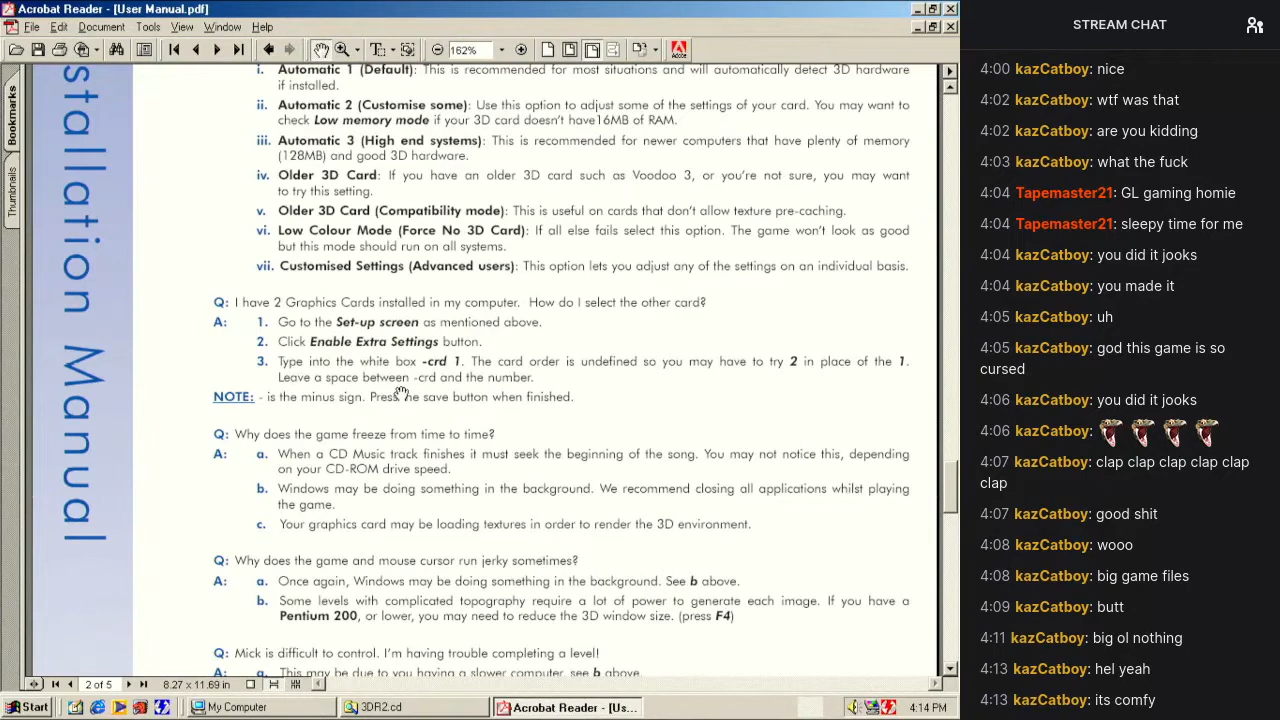 Acrobat Reader - [User Manual.pdf]
File Edit Document Tools View Window Help
162%
Bookmarks
Thumbnails
stallation Manual
i. Automatic 1 (Default): This is recommended for most situations and will automatically detect 3D hardware
if installed.
ii. Automatic 2 (Customise some): Use this option to adjust some of the settings of your card. You may want to
check Low memory mode if your 3D card doesn't have16MB of RAM.
iii. Automatic 3 (High end systems): This is recommended for newer computers that have plenty of memory
(128MB) and good 3D hardware.
iv. Older 3D Card: If you have an older 3D card such as Voodoo 3, or you're not sure, you may want
to try this setting.
v. Older 3D Card (Compatibility mode): This is useful on cards that don't allow texture pre-caching.
vi. Low Colour Mode (Force No 3D Card): If all else fails select this option. The game won't look as good
but this mode should run on all systems.
vii. Customised Settings (Advanced users): This option lets you adjust any of the settings on an individual basis.
Q: I have 2 Graphics Cards installed in my computer. How do I select the other card?
A: 1. Go to the Set-up screen as mentioned above.
2. Click Enable Extra Settings button.
3. Type into the white box -crd 1. The card order is undefined so you may have to try 2 in place of the 1.
Leave a space between -crd and the number.
NOTE: - is the minus sign. Press he save button when finished.
Q: Why does the game freeze from time to time?
A: a. When a CD Music track finishes it must seek the beginning of the song. You may not notice this, depending
on your CD-ROM drive speed.
b. Windows may be doing something in the background. We recommend closing all applications whilst playing
the game.
c. Your graphics card may be loading textures in order to render the 3D environment.
Q: Why does the game and mouse cursor run jerky sometimes?
A: a. Once again, Windows may be doing something in the background. See b above.
b. Some levels with complicated topography require a lot of power to generate each image. If you have a
Pentium 200, or lower, you may need to reduce the 3D window size. (press F4)
Q: Mick is difficult to control. I'm having trouble completing a level!
A: a. This may be due to you having a slower computer, see b above.
2 of 5 8.27 x 11.69 in
Start My Computer 3DR2.cd Acrobat Reader - [Us... 4:14 PM
STREAM CHAT
4:00 kazCatboy: nice
4:02 kazCatboy: wtf was that
4:02 kazCatboy: are you kidding
4:03 kazCatboy: what the fuck
4:04 Tapemaster21: GL gaming homie
4:04 Tapemaster21: sleepy time for me
4:04 kazCatboy: you did it jooks
4:04 kazCatboy: you made it
4:05 kazCatboy: uh
4:05 kazCatboy: god this game is so
cursed
4:06 kazCatboy: you did it jooks
4:06 kazCatboy:
4:07 kazCatboy: clap clap clap clap clap
clap
4:07 kazCatboy: good shit
4:08 kazCatboy: wooo
4:08 kazCatboy: big game files
4:09 kazCatboy: butt
4:11 kazCatboy: big ol nothing
4:13 kazCatboy: hel yeah
4:13 kazCatboy: its comfy